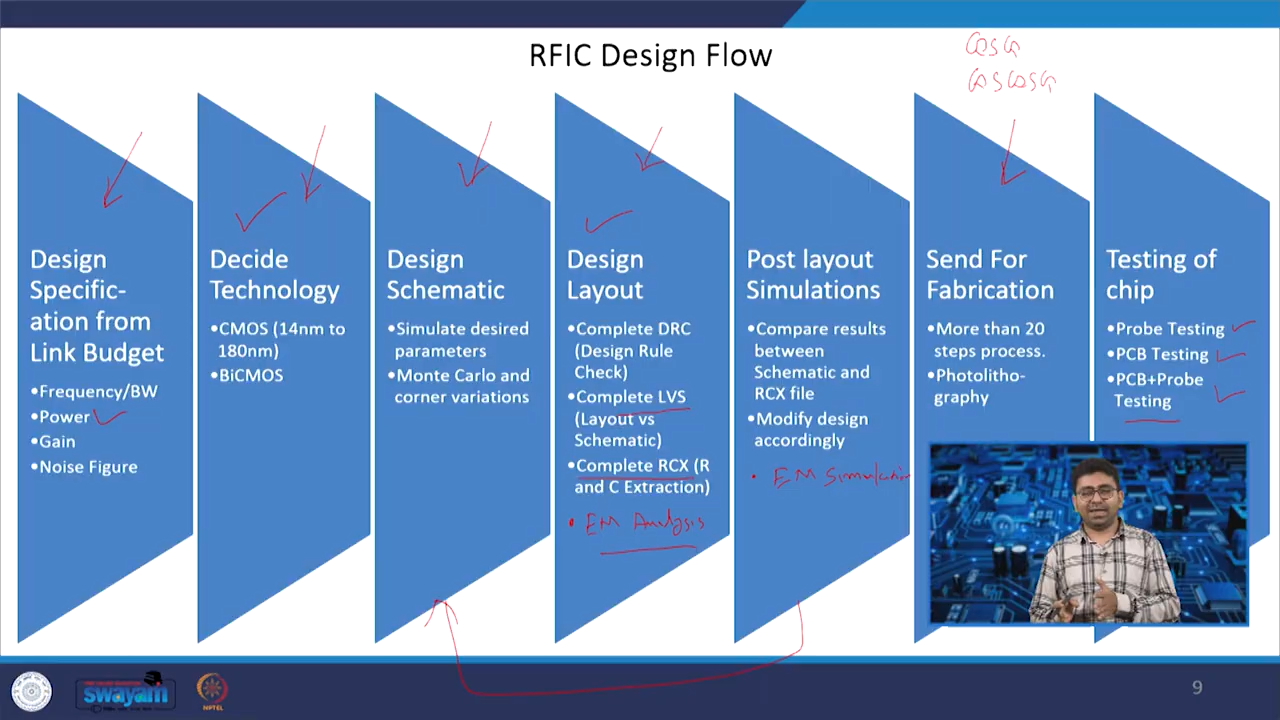 RFIC Design Flow
GSG
GSGSG
Design
Specific-
ation from
Link Budget
•Frequency/BW
•Power
•Gain
•Noise Figure
Decide
Technology
•CMOS (14nm to
180nm)
•BiCMOS
Design
Schematic
•Simulate desired
parameters
•Monte Carlo and
corner variations
Design
Layout
•Complete DRC
(Design Rule
Check)
•Complete LVS
(Layout vs
Schematic)
•Complete RCX (R
and C Extraction)
• EM Analysis
Post layout
Simulations
•Compare results
between
Schematic and
RCX file
•Modify design
accordingly
• EM Simulation
Send For
Fabrication
•More than 20
steps process.
•Photolitho-
graphy
Testing of
chip
•Probe Testing
•PCB Testing
•PCB+Probe
Testing
swayam
NPTEL
9